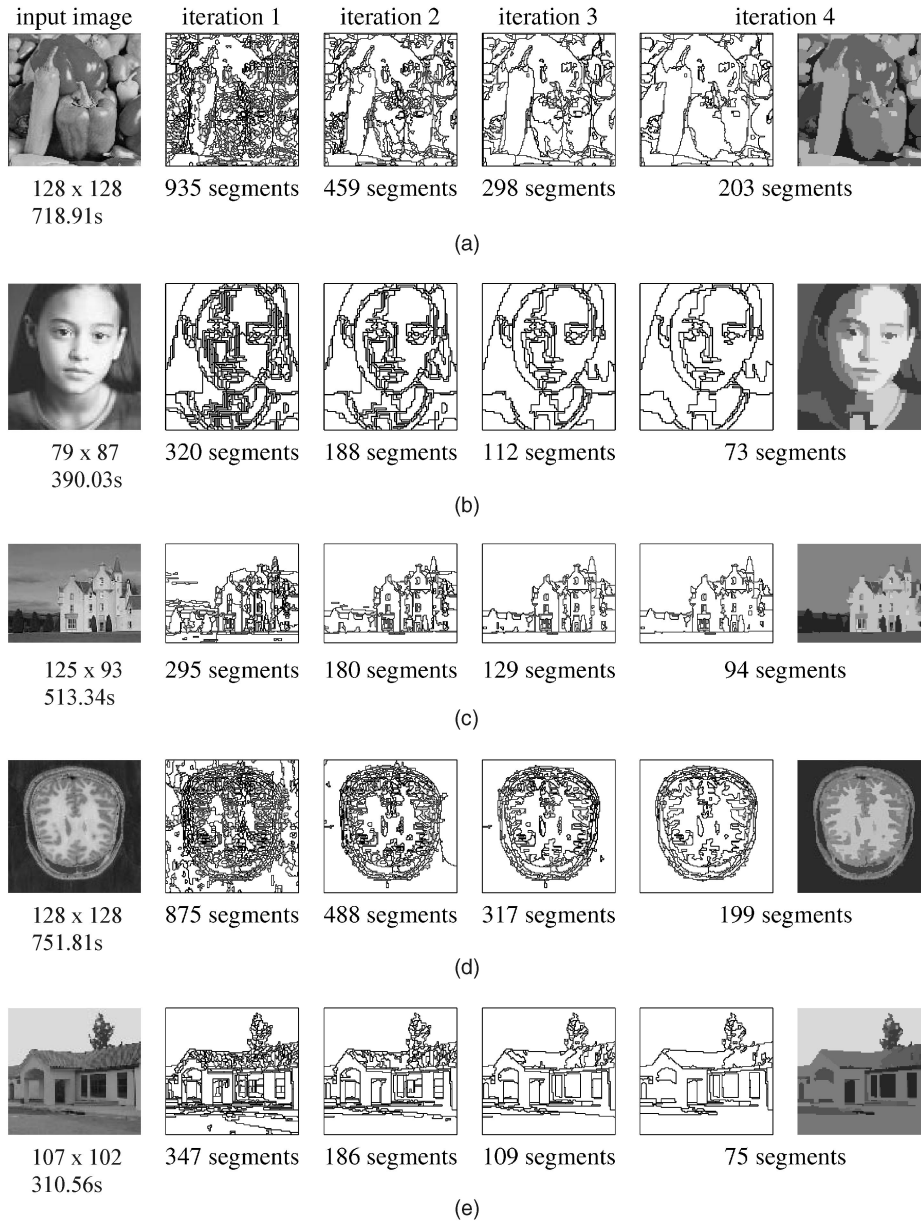 input image iteration 1 iteration 2 iteration 3 iteration 4
128 x 128 935 segments 459 segments 298 segments 203 segments
718.91s
(a)
79 x 87 320 segments 188 segments 112 segments 73 segments
390.03s
(b)
125 x 93 295 segments 180 segments 129 segments 94 segments
513.34s
(c)
128 x 128 875 segments 488 segments 317 segments 199 segments
751.81s
(d)
107 x 102 347 segments 186 segments 109 segments 75 segments
310.56s
(e)